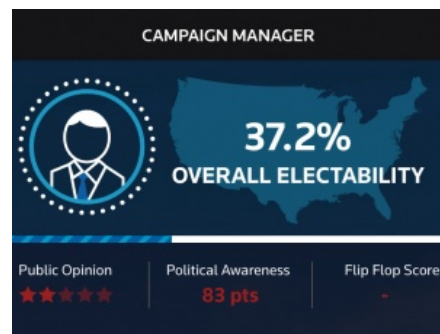 CAMPAIGN MANAGER
37.2%
OVERALL ELECTABILITY
Public Opinion
Political Awareness
83 pts
Flip Flop Score
-